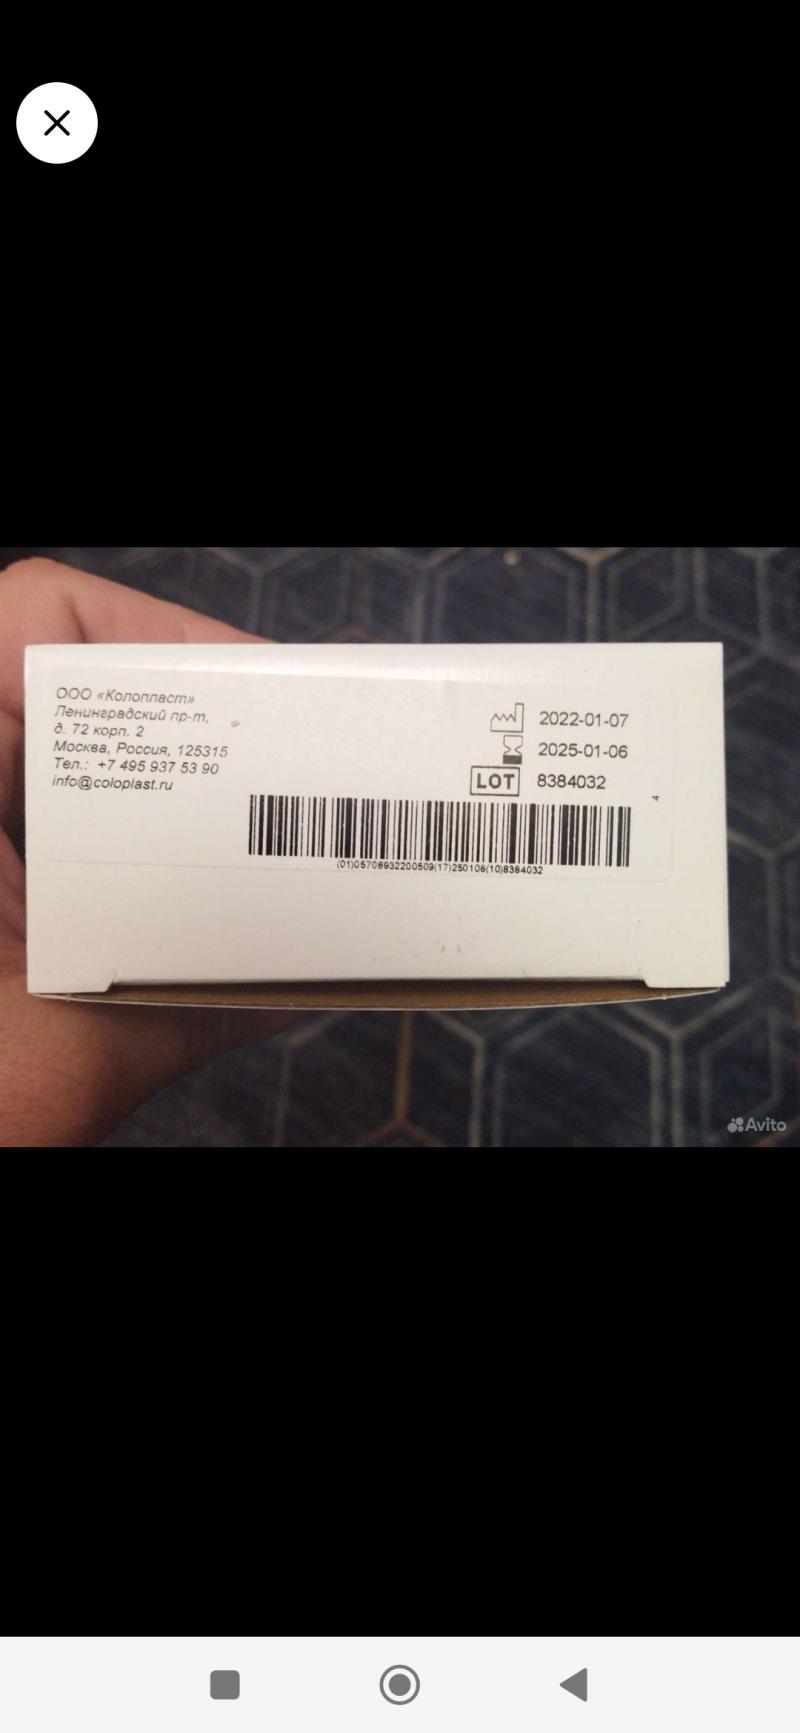 ООО «Колопласт»
Ленинградский пр-т,
д. 72 корп. 2
Москва, Россия, 125315
Тел.: +7 495 937 53 90
info@coloplast.ru
2022-01-07
2025-01-06
LOT 8384032
4
(01)05708932200509(17)250106(10)8384032
Avito